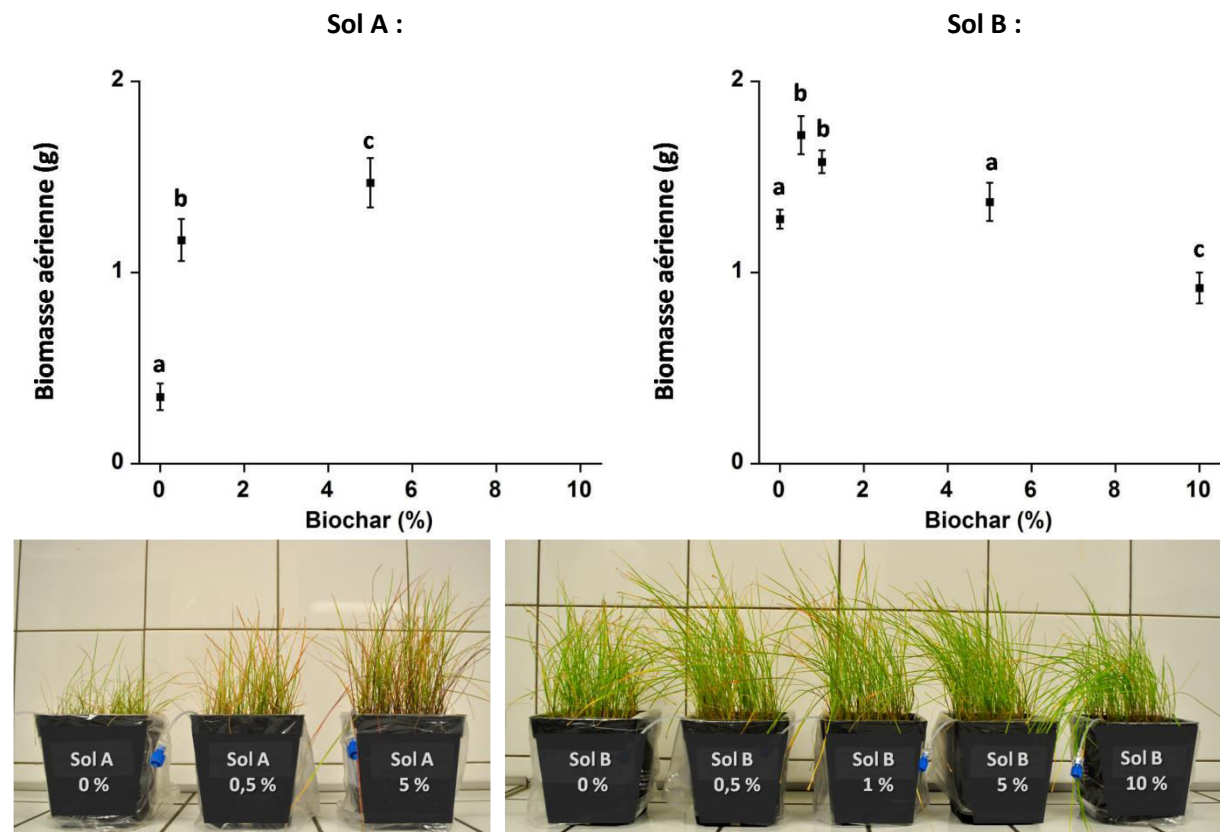 Sol A :
2
1
0
Biomasse aérienne (g)
a
b
c
0
2
4
6
8
10
Biochar (%)
Sol B :
2
1
0
Biomasse aérienne (g)
a
b
b
a
c
0
2
4
6
8
10
Biochar (%)
Sol A
0 %
Sol A
0,5 %
Sol A
5 %
Sol B
0 %
Sol B
0,5 %
Sol B
1 %
Sol B
5 %
Sol B
10 %